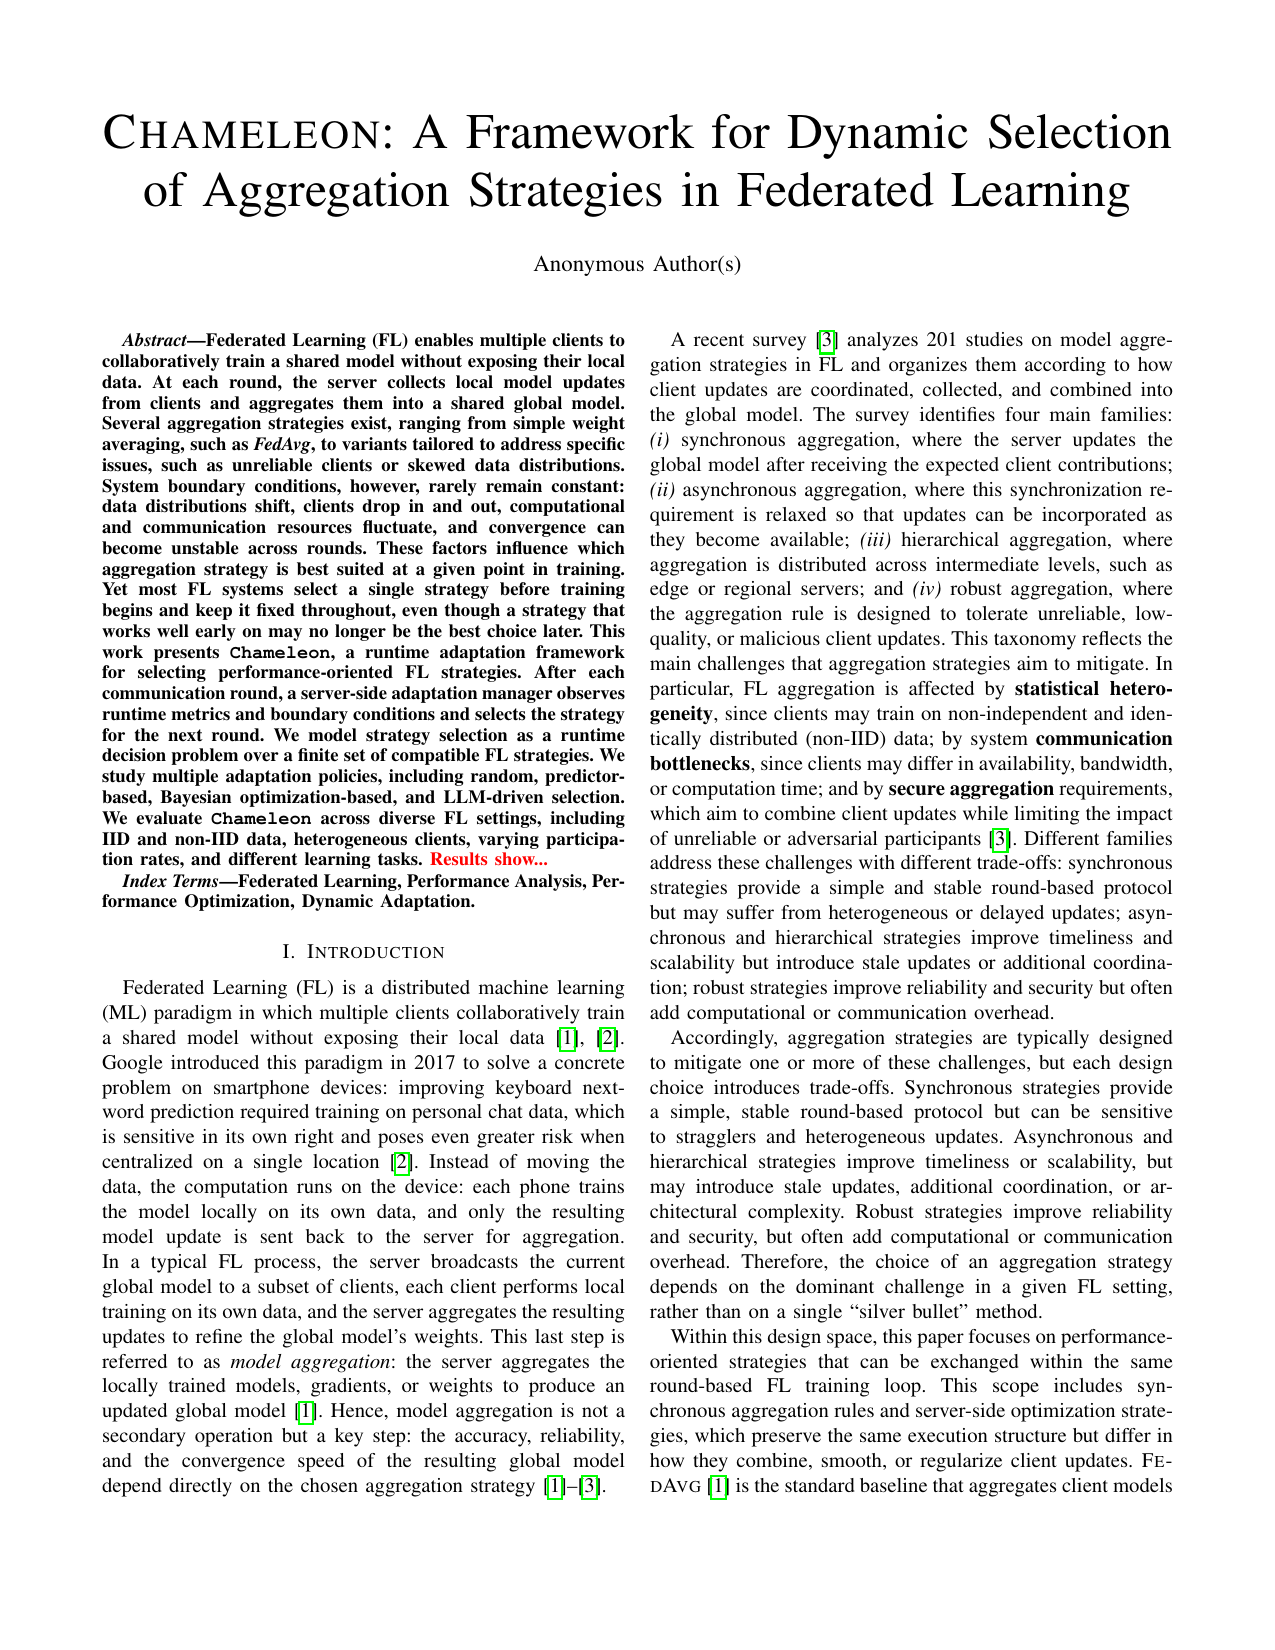 CHAMELEON: A Framework for Dynamic Selection
of Aggregation Strategies in Federated Learning
Anonymous Author(s)
Abstract—Federated Learning (FL) enables multiple clients to
collaboratively train a shared model without exposing their local
data. At each round, the server collects local model updates
from clients and aggregates them into a shared global model.
Several aggregation strategies exist, ranging from simple weight
averaging, such as FedAvg, to variants tailored to address specific
issues, such as unreliable clients or skewed data distributions.
System boundary conditions, however, rarely remain constant:
data distributions shift, clients drop in and out, computational
and communication resources fluctuate, and convergence can
become unstable across rounds. These factors influence which
aggregation strategy is best suited at a given point in training.
Yet most FL systems select a single strategy before training
begins and keep it fixed throughout, even though a strategy that
works well early on may no longer be the best choice later. This
work presents Chameleon, a runtime adaptation framework
for selecting performance-oriented FL strategies. After each
communication round, a server-side adaptation manager observes
runtime metrics and boundary conditions and selects the strategy
for the next round. We model strategy selection as a runtime
decision problem over a finite set of compatible FL strategies. We
study multiple adaptation policies, including random, predictor-
based, Bayesian optimization-based, and LLM-driven selection.
We evaluate Chameleon across diverse FL settings, including
IID and non-IID data, heterogeneous clients, varying participa-
tion rates, and different learning tasks. Results show...
Index Terms—Federated Learning, Performance Analysis, Per-
formance Optimization, Dynamic Adaptation.
I. INTRODUCTION
Federated Learning (FL) is a distributed machine learning
(ML) paradigm in which multiple clients collaboratively train
a shared model without exposing their local data [1], [2].
Google introduced this paradigm in 2017 to solve a concrete
problem on smartphone devices: improving keyboard next-
word prediction required training on personal chat data, which
is sensitive in its own right and poses even greater risk when
centralized on a single location [2]. Instead of moving the
data, the computation runs on the device: each phone trains
the model locally on its own data, and only the resulting
model update is sent back to the server for aggregation.
In a typical FL process, the server broadcasts the current
global model to a subset of clients, each client performs local
training on its own data, and the server aggregates the resulting
updates to refine the global model's weights. This last step is
referred to as model aggregation: the server aggregates the
locally trained models, gradients, or weights to produce an
updated global model [1]. Hence, model aggregation is not a
secondary operation but a key step: the accuracy, reliability,
and the convergence speed of the resulting global model
depend directly on the chosen aggregation strategy [1]–[3].
A recent survey [3] analyzes 201 studies on model aggre-
gation strategies in FL and organizes them according to how
client updates are coordinated, collected, and combined into
the global model. The survey identifies four main families:
(i) synchronous aggregation, where the server updates the
global model after receiving the expected client contributions;
(ii) asynchronous aggregation, where this synchronization re-
quirement is relaxed so that updates can be incorporated as
they become available; (iii) hierarchical aggregation, where
aggregation is distributed across intermediate levels, such as
edge or regional servers; and (iv) robust aggregation, where
the aggregation rule is designed to tolerate unreliable, low-
quality, or malicious client updates. This taxonomy reflects the
main challenges that aggregation strategies aim to mitigate. In
particular, FL aggregation is affected by statistical hetero-
geneity, since clients may train on non-independent and iden-
tically distributed (non-IID) data; by system communication
bottlenecks, since clients may differ in availability, bandwidth,
or computation time; and by secure aggregation requirements,
which aim to combine client updates while limiting the impact
of unreliable or adversarial participants [3]. Different families
address these challenges with different trade-offs: synchronous
strategies provide a simple and stable round-based protocol
but may suffer from heterogeneous or delayed updates; asyn-
chronous and hierarchical strategies improve timeliness and
scalability but introduce stale updates or additional coordina-
tion; robust strategies improve reliability and security but often
add computational or communication overhead.
Accordingly, aggregation strategies are typically designed
to mitigate one or more of these challenges, but each design
choice introduces trade-offs. Synchronous strategies provide
a simple, stable round-based protocol but can be sensitive
to stragglers and heterogeneous updates. Asynchronous and
hierarchical strategies improve timeliness or scalability, but
may introduce stale updates, additional coordination, or ar-
chitectural complexity. Robust strategies improve reliability
and security, but often add computational or communication
overhead. Therefore, the choice of an aggregation strategy
depends on the dominant challenge in a given FL setting,
rather than on a single “silver bullet” method.
Within this design space, this paper focuses on performance-
oriented strategies that can be exchanged within the same
round-based FL training loop. This scope includes syn-
chronous aggregation rules and server-side optimization strate-
gies, which preserve the same execution structure but differ in
how they combine, smooth, or regularize client updates. FE-
DAVG [1] is the standard baseline that aggregates client models